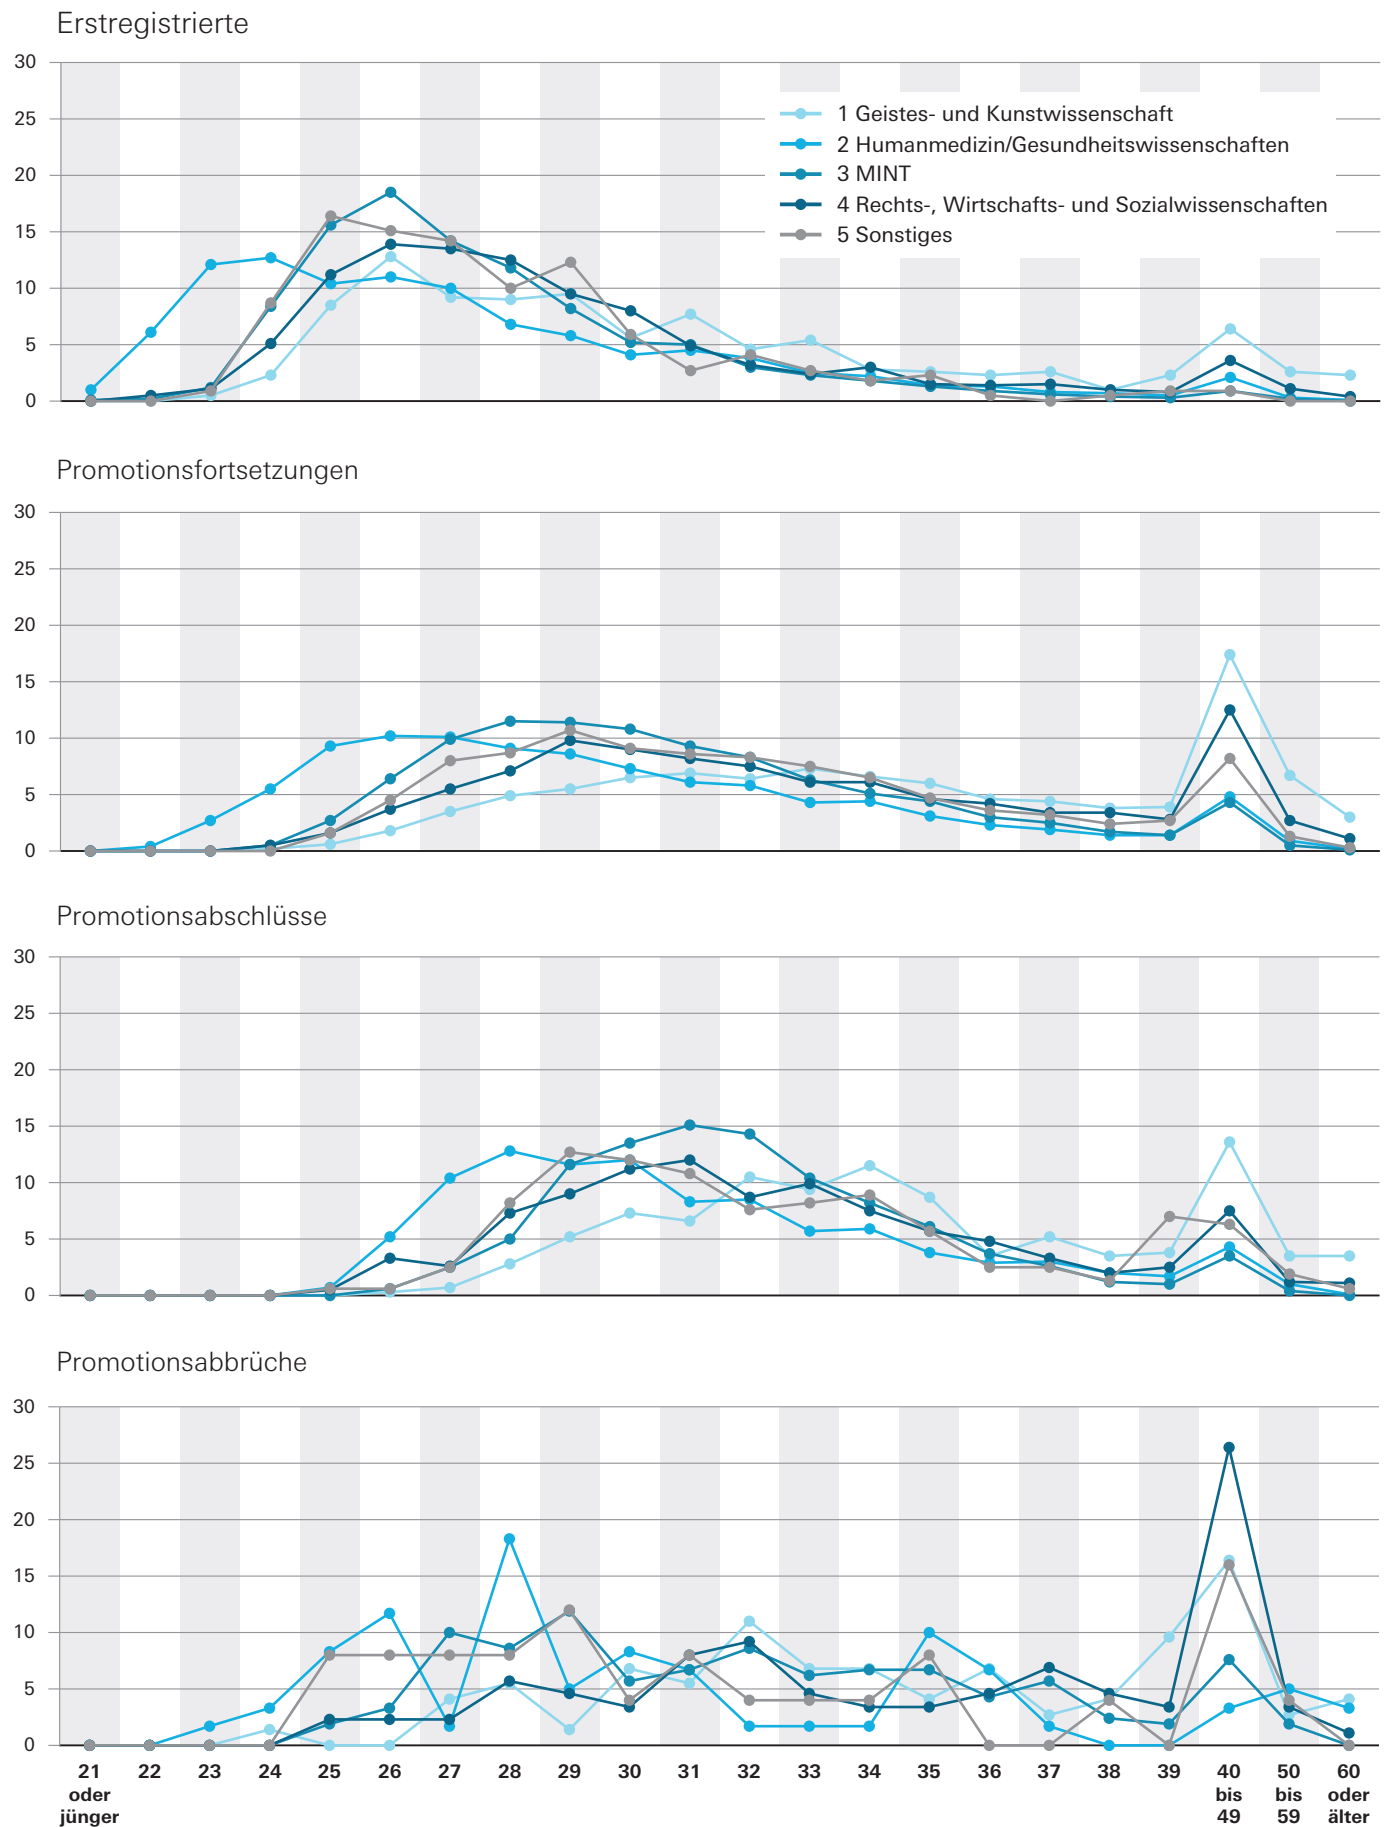 Erstregistrierte
30
25
20
15
10
5
0
1 Geistes- und Kunstwissenschaft
2 Humanmedizin/Gesundheitswissenschaften
3 MINT
4 Rechts-, Wirtschafts- und Sozialwissenschaften
5 Sonstiges
Promotionsfortsetzungen
30
25
20
15
10
5
0
Promotionsabschlüsse
30
25
20
15
10
5
0
Promotionsabbrüche
30
25
20
15
10
5
0
21 22 23 24 25 26 27 28 29 30 31 32 33 34 35 36 37 38 39 40 50 60
oder bis bis oder
jünger 49 59 älter